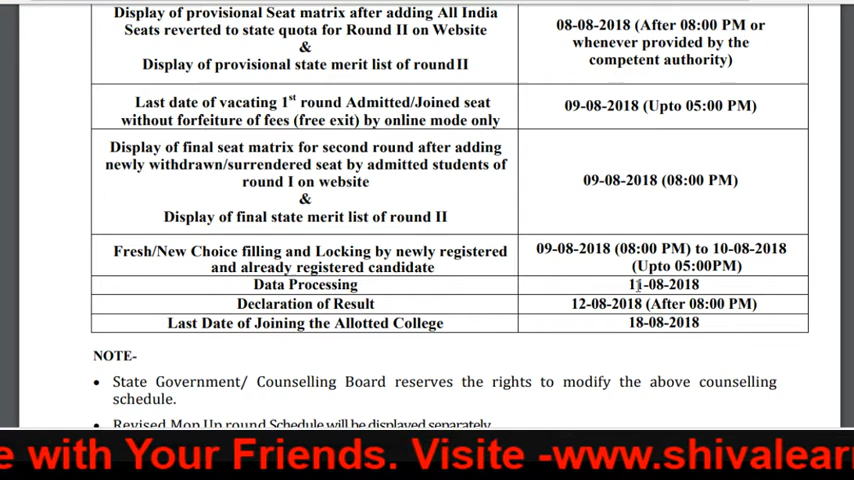 Display of provisional Seat matrix after adding All India
Seats reverted to state quota for Round II on Website
&
Display of provisional state merit list of round II
08-08-2018 (After 08:00 PM or
whenever provided by the
competent authority)
Last date of vacating 1st round Admitted/Joined seat
without forfeiture of fees (free exit) by online mode only
09-08-2018 (Upto 05:00 PM)
Display of final seat matrix for second round after adding
newly withdrawn/surrendered seat by admitted students of
round I on website
&
Display of final state merit list of round II
09-08-2018 (08:00 PM)
Fresh/New Choice filling and Locking by newly registered
and already registered candidate
09-08-2018 (08:00 PM) to 10-08-2018
(Upto 05:00PM)
Data Processing
11-08-2018
Declaration of Result
12-08-2018 (After 08:00 PM)
Last Date of Joining the Allotted College
18-08-2018
NOTE-
• State Government/ Counselling Board reserves the rights to modify the above counselling
schedule.
• Revised Mop Up round Schedule will be displayed separately
e with Your Friends. Visite -www.shivalear